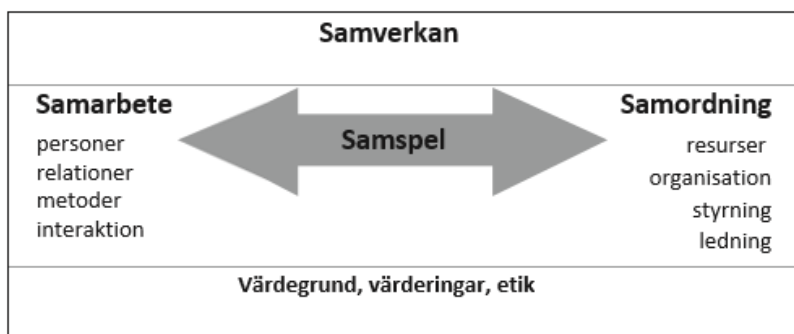 Samverkan
Samarbete
personer
relationer
metoder
interaktion
Samspel
Samordning
resurser
organisation
styrning
ledning
Värdegrund, värderingar, etik